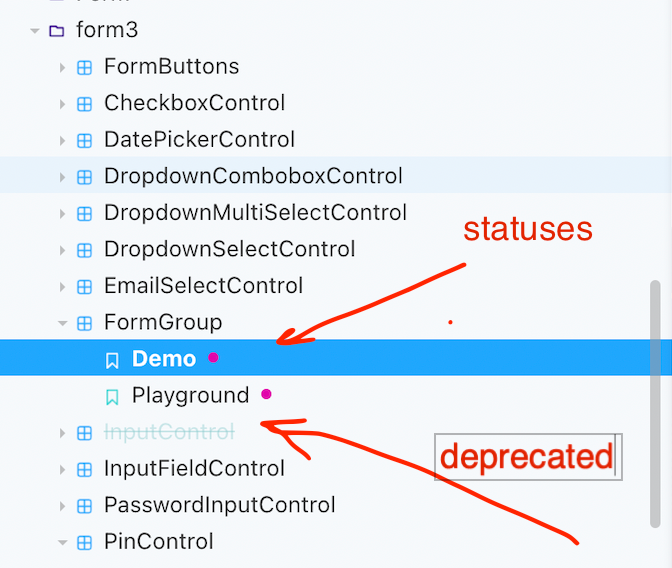 form3
FormButtons
CheckboxControl
DatePickerControl
DropdownComboboxControl
DropdownMultiSelectControl
statuses
DropdownSelectControl
EmailSelectControl
FormGroup
Demo
Playground
InputControl
deprecated
InputFieldControl
PasswordInputControl
PinControl